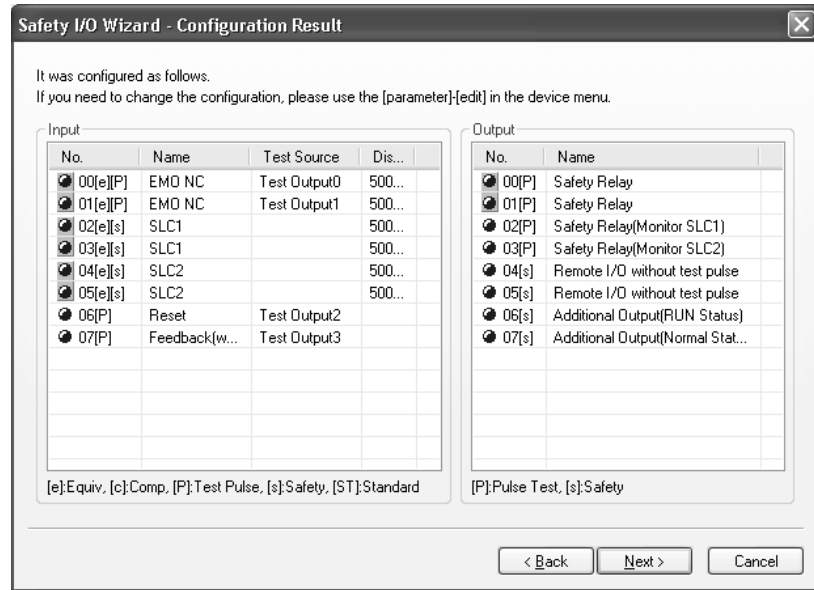 Safety I/O Wizard - Configuration Result
It was configured as follows.
If you need to change the configuration, please use the [parameter]-[edit] in the device menu.
Input
No. Name Test Source Dis...
00[e][P] EMO NC Test Output0 500...
01[e][P] EMO NC Test Output1 500...
02[e][s] SLC1 500...
03[e][s] SLC1 500...
04[e][s] SLC2 500...
05[e][s] SLC2 500...
06[P] Reset Test Output2
07[P] Feedback(w... Test Output3
[e]:Equiv, [c]:Comp, [P]:Test Pulse, [s]:Safety, [ST]:Standard
Output
No. Name
00[P] Safety Relay
01[P] Safety Relay
02[P] Safety Relay(Monitor SLC1)
03[P] Safety Relay(Monitor SLC2)
04[s] Remote I/O without test pulse
05[s] Remote I/O without test pulse
06[s] Additional Output(RUN Status)
07[s] Additional Output(Normal Stat...
[P]:Pulse Test, [s]:Safety
< Back Next > Cancel